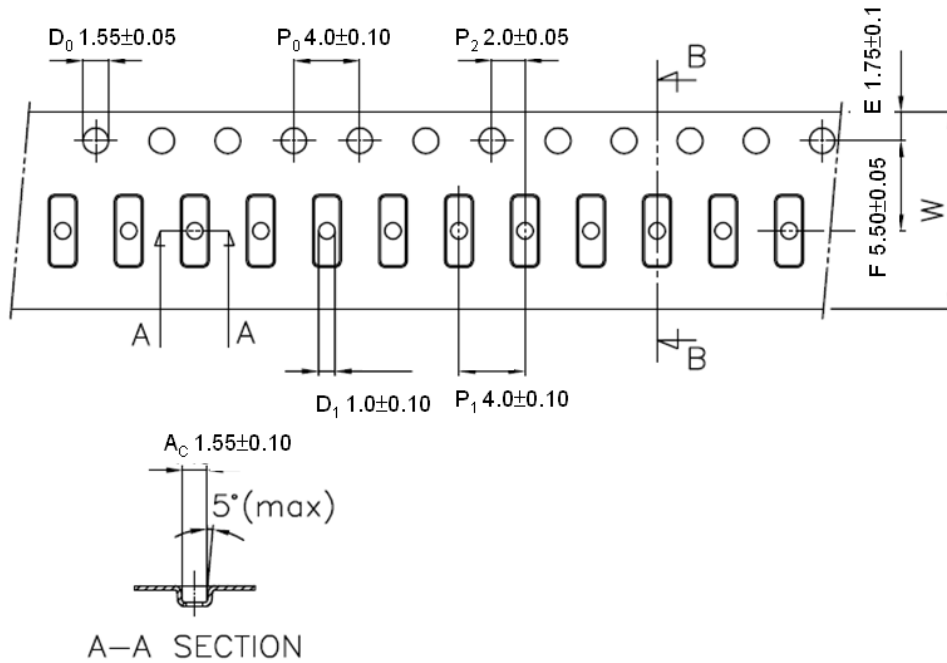 D₀ 1.55±0.05
P₀ 4.0±0.10
P₂ 2.0±0.05
B
E 1.75±0.1
F 5.50±0.05
W
A
A
B
D₁ 1.0±0.10
P₁ 4.0±0.10
A_C 1.55±0.10
5°(max)
A–A SECTION